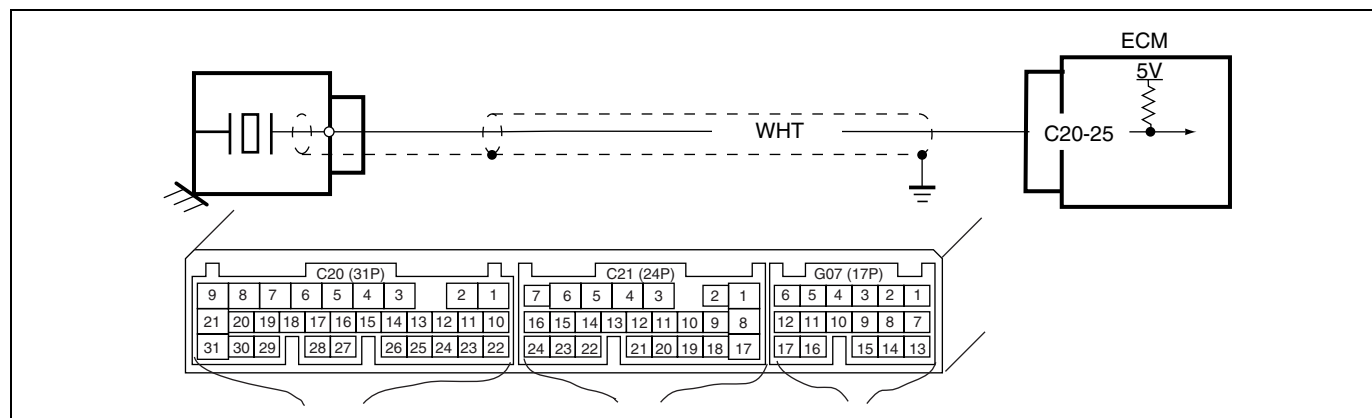 ECM
5V
WHT
C20-25
C20 (31P) C21 (24P) G07 (17P)
9 8 7 6 5 4 3 2 1 7 6 5 4 3 2 1 6 5 4 3 2 1
21 20 19 18 17 16 15 14 13 12 11 10 16 15 14 13 12 11 10 9 8 12 11 10 9 8 7
31 30 29 28 27 26 25 24 23 22 24 23 22 21 20 19 18 17 17 16 15 14 13